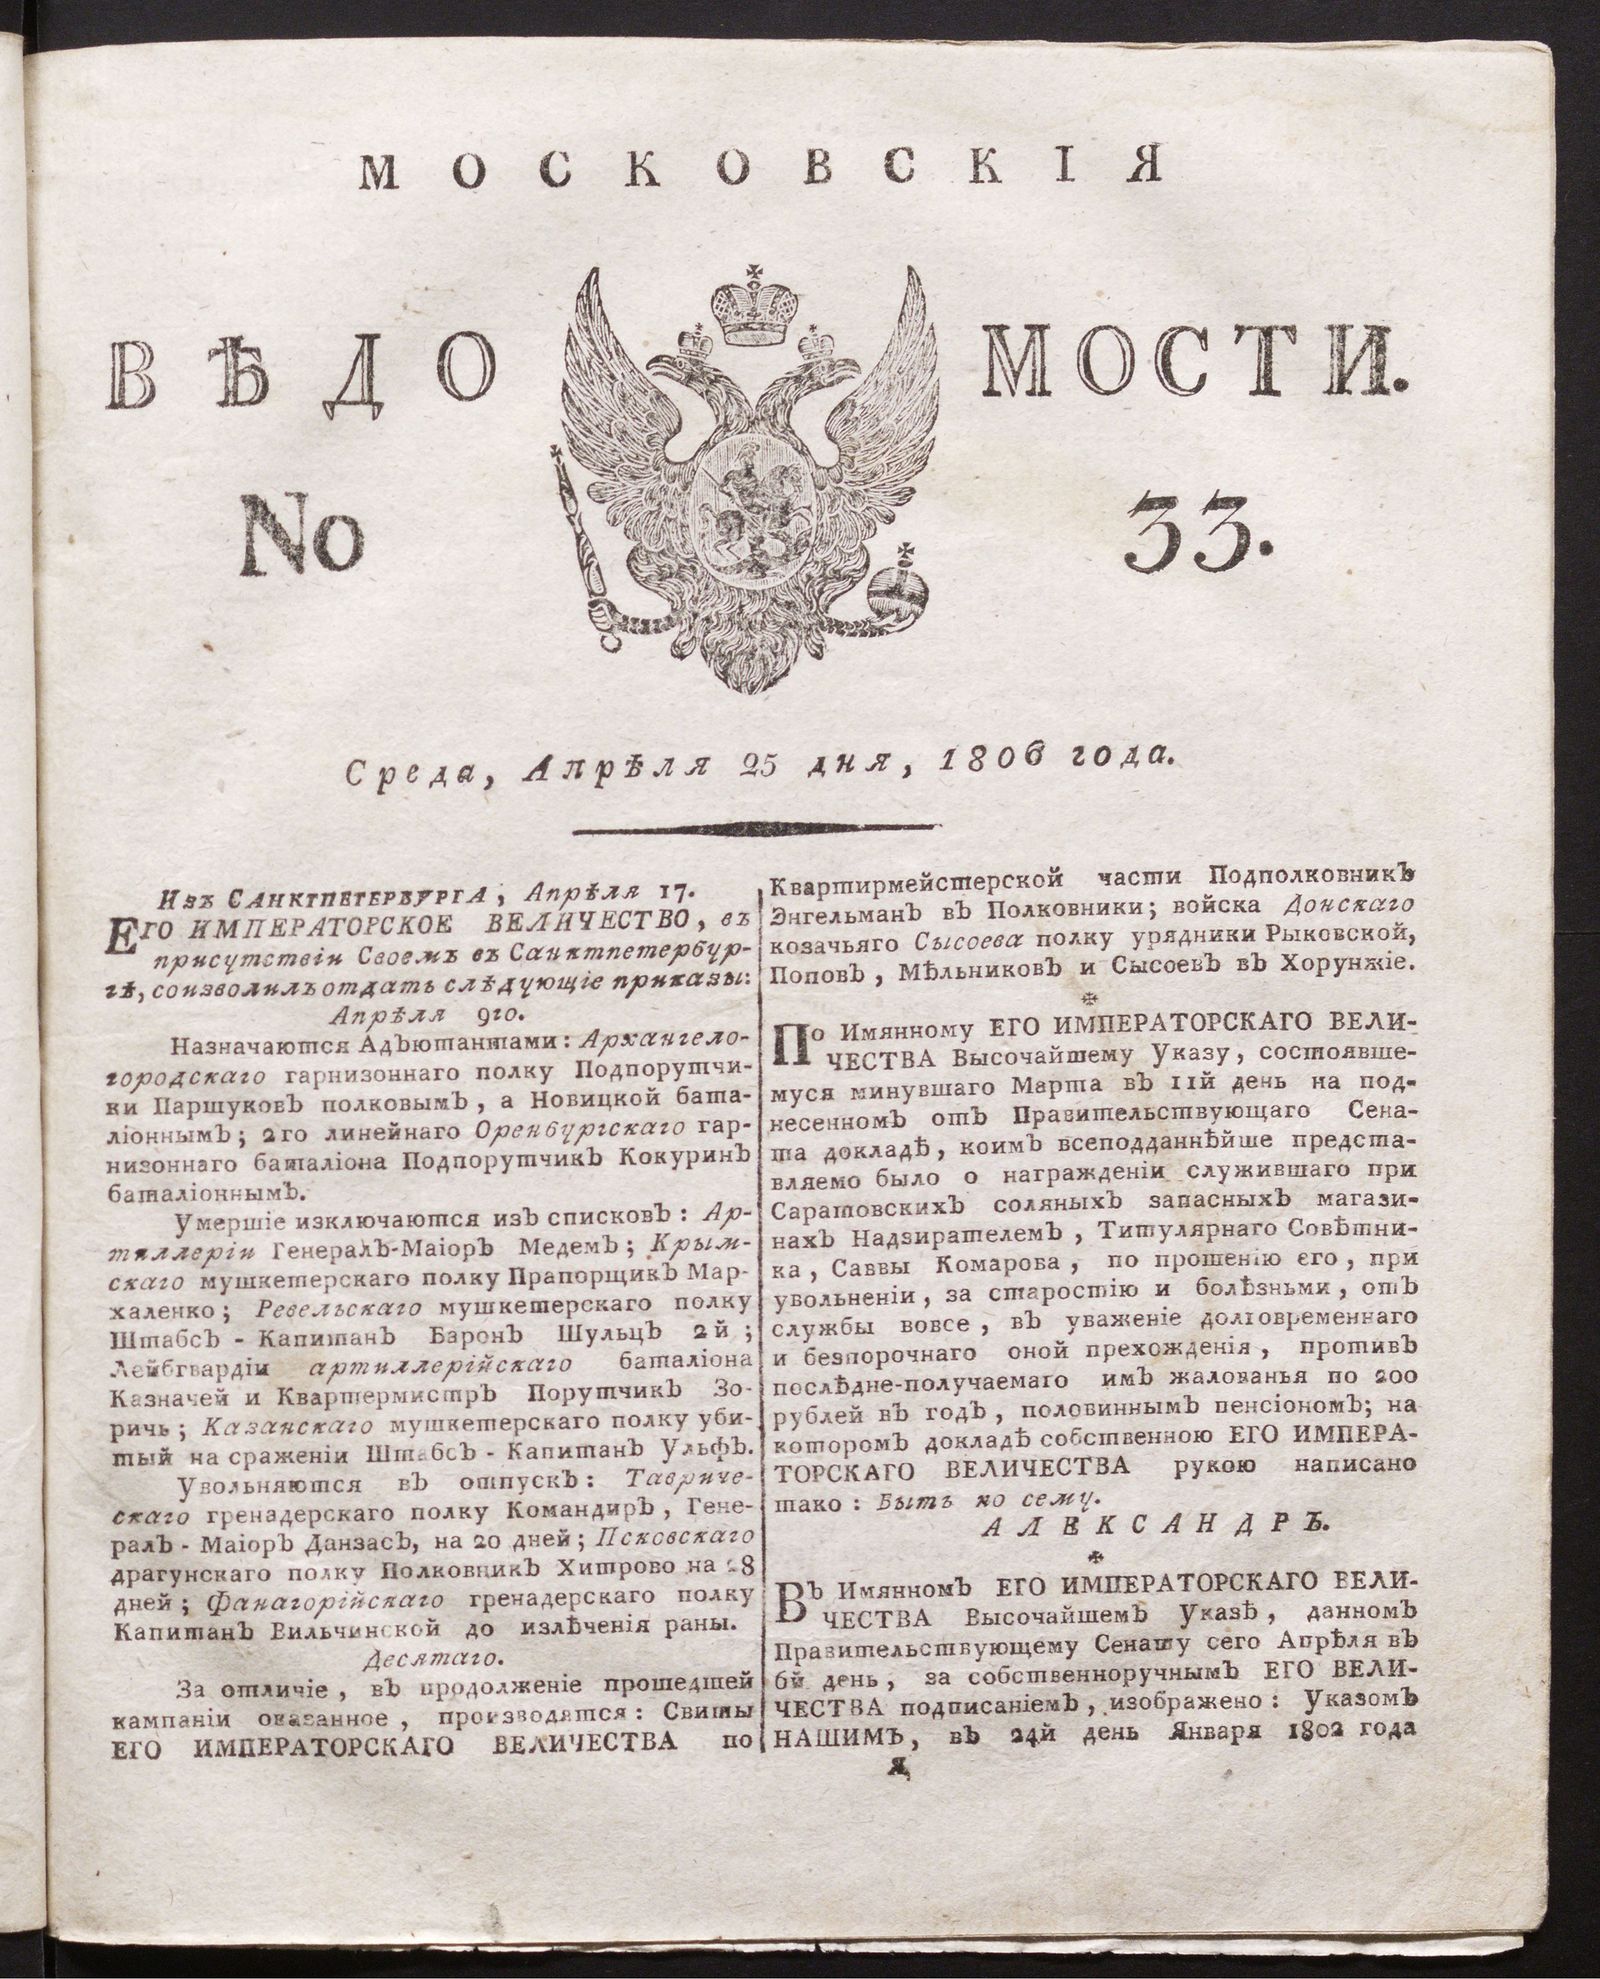 МОСКОВСКІЯ
ВѢДОМОСТИ.
No 33.
Среда, Апрѣля 25 дня, 1806 года.
Изъ Санктпетербурга, Апрѣля 17.
ЕГО ИМПЕРАТОРСКОЕ ВЕЛИЧЕСТВО, въ
присутствіи Своемъ въ Санктпетербур-
гѣ, соизволилъ отдать слѣдующіе приказы:
Апрѣля 9го.
Назначаются Адъютантами: Архангело-
городскаго гарнизоннаго полку Подпорутчи-
ки Паршуковъ полковымъ, а Новицкой бата-
ліоннымъ; 2го линейнаго Оренбургскаго гар-
низоннаго баталіона Подпорутчикъ Кокуринъ
баталіоннымъ.
Умершіе изключаются изъ списковъ: Ар-
тиллеріи Генералъ-Маіоръ Медемъ; Крым-
скаго мушкетерскаго полку Прапорщикъ Мар-
халенко; Ревельскаго мушкетерскаго полку
Штабсъ-Капитанъ Баронъ Шульцъ 2й;
Лейбгвардіи артиллерійскаго баталіона
Казначей и Квартермистръ Порутчикъ Зо-
ричь; Казанскаго мушкетерскаго полку уби-
тый на сраженіи Штабсъ-Капитанъ Ульфъ.
Увольняются въ отпускъ: Тавриче-
скаго гренадерскаго полку Командиръ, Гене-
ралъ-Маіоръ Данзасъ, на 20 дней; Псковскаго
драгунскаго полку Полковникъ Хитрово на 28
дней; Фанагорійскаго гренадерскаго полку
Капитанъ Вильчинской до излѣченія раны.
Десятаго.
За отличіе, въ продолженіе прошедшей
кампаніи оказанное, производятся: Свиты
ЕГО ИМПЕРАТОРСКАГО ВЕЛИЧЕСТВА по
Квартирмейстерской части Подполковникъ
Энгельманъ въ Полковники; войска Донскаго
козачьяго Сысоева полку урядники Рыковской,
Поповъ, Мѣльниковъ и Сысоевъ въ Хорунжіе.
По Имянному ЕГО ИМПЕРАТОРСКАГО ВЕЛИ-
ЧЕСТВА Высочайшему Указу, состоявше-
муся минувшаго Марта въ 11й день на под-
несенномъ отъ Правительствующаго Сена-
та докладѣ, коимъ всеподданнѣйше предста-
вляемо было о награжденіи служившаго при
Саратовскихъ соляныхъ запасныхъ магази-
нахъ Надзирателемъ, Титулярнаго Совѣтни-
ка, Саввы Комарова, по прошенію его, при
увольненіи, за старостію и болѣзньми, отъ
службы вовсе, въ уваженіе долговременнаго
и безпорочнаго оной прехожденія, противъ
послѣдне-получаемаго имъ жалованья по 200
рублей въ годъ, половиннымъ пенсіономъ; на
которомъ докладѣ собственною ЕГО ИМПЕРА-
ТОРСКАГО ВЕЛИЧЕСТВА рукою написано
тако: Быть по сему.
АЛЕКСАНДРЪ.
Въ Имянномъ ЕГО ИМПЕРАТОРСКАГО ВЕЛИ-
ЧЕСТВА Высочайшемъ Указѣ, данномъ
Правительствующему Сенату сего Апрѣля въ
6й день, за собственноручнымъ ЕГО ВЕЛИ-
ЧЕСТВА подписаніемъ, изображено: Указомъ
НАШИМЪ, въ 24й день Января 1802 года
Я